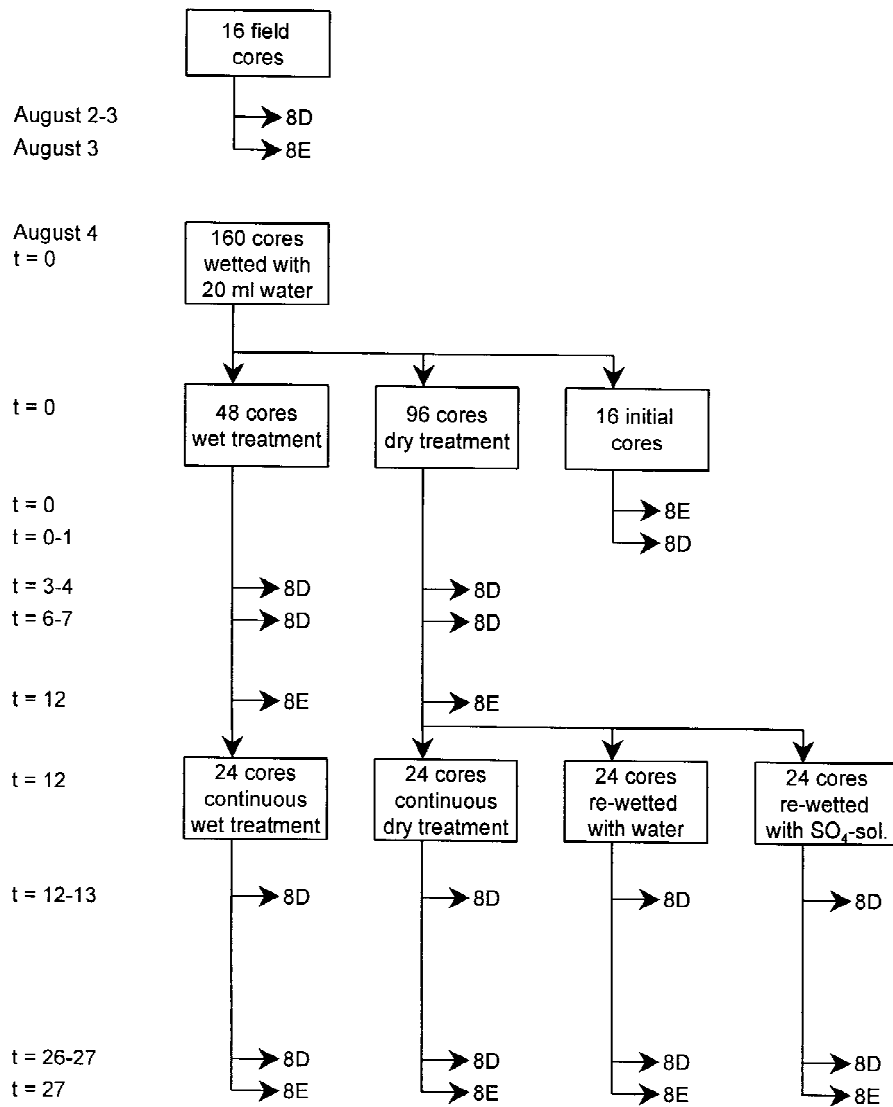 16 field
cores
August 2-3
8D
August 3
8E
August 4
t = 0
160 cores
wetted with
20 ml water
t = 0
48 cores
wet treatment
96 cores
dry treatment
16 initial
cores
t = 0
8E
t = 0-1
8D
t = 3-4
8D
8D
t = 6-7
8D
8D
t = 12
8E
8E
t = 12
24 cores
continuous
wet treatment
24 cores
continuous
dry treatment
24 cores
re-wetted
with water
24 cores
re-wetted
with SO₄-sol.
t = 12-13
8D
8D
8D
8D
t = 26-27
8D
8D
8D
8D
t = 27
8E
8E
8E
8E